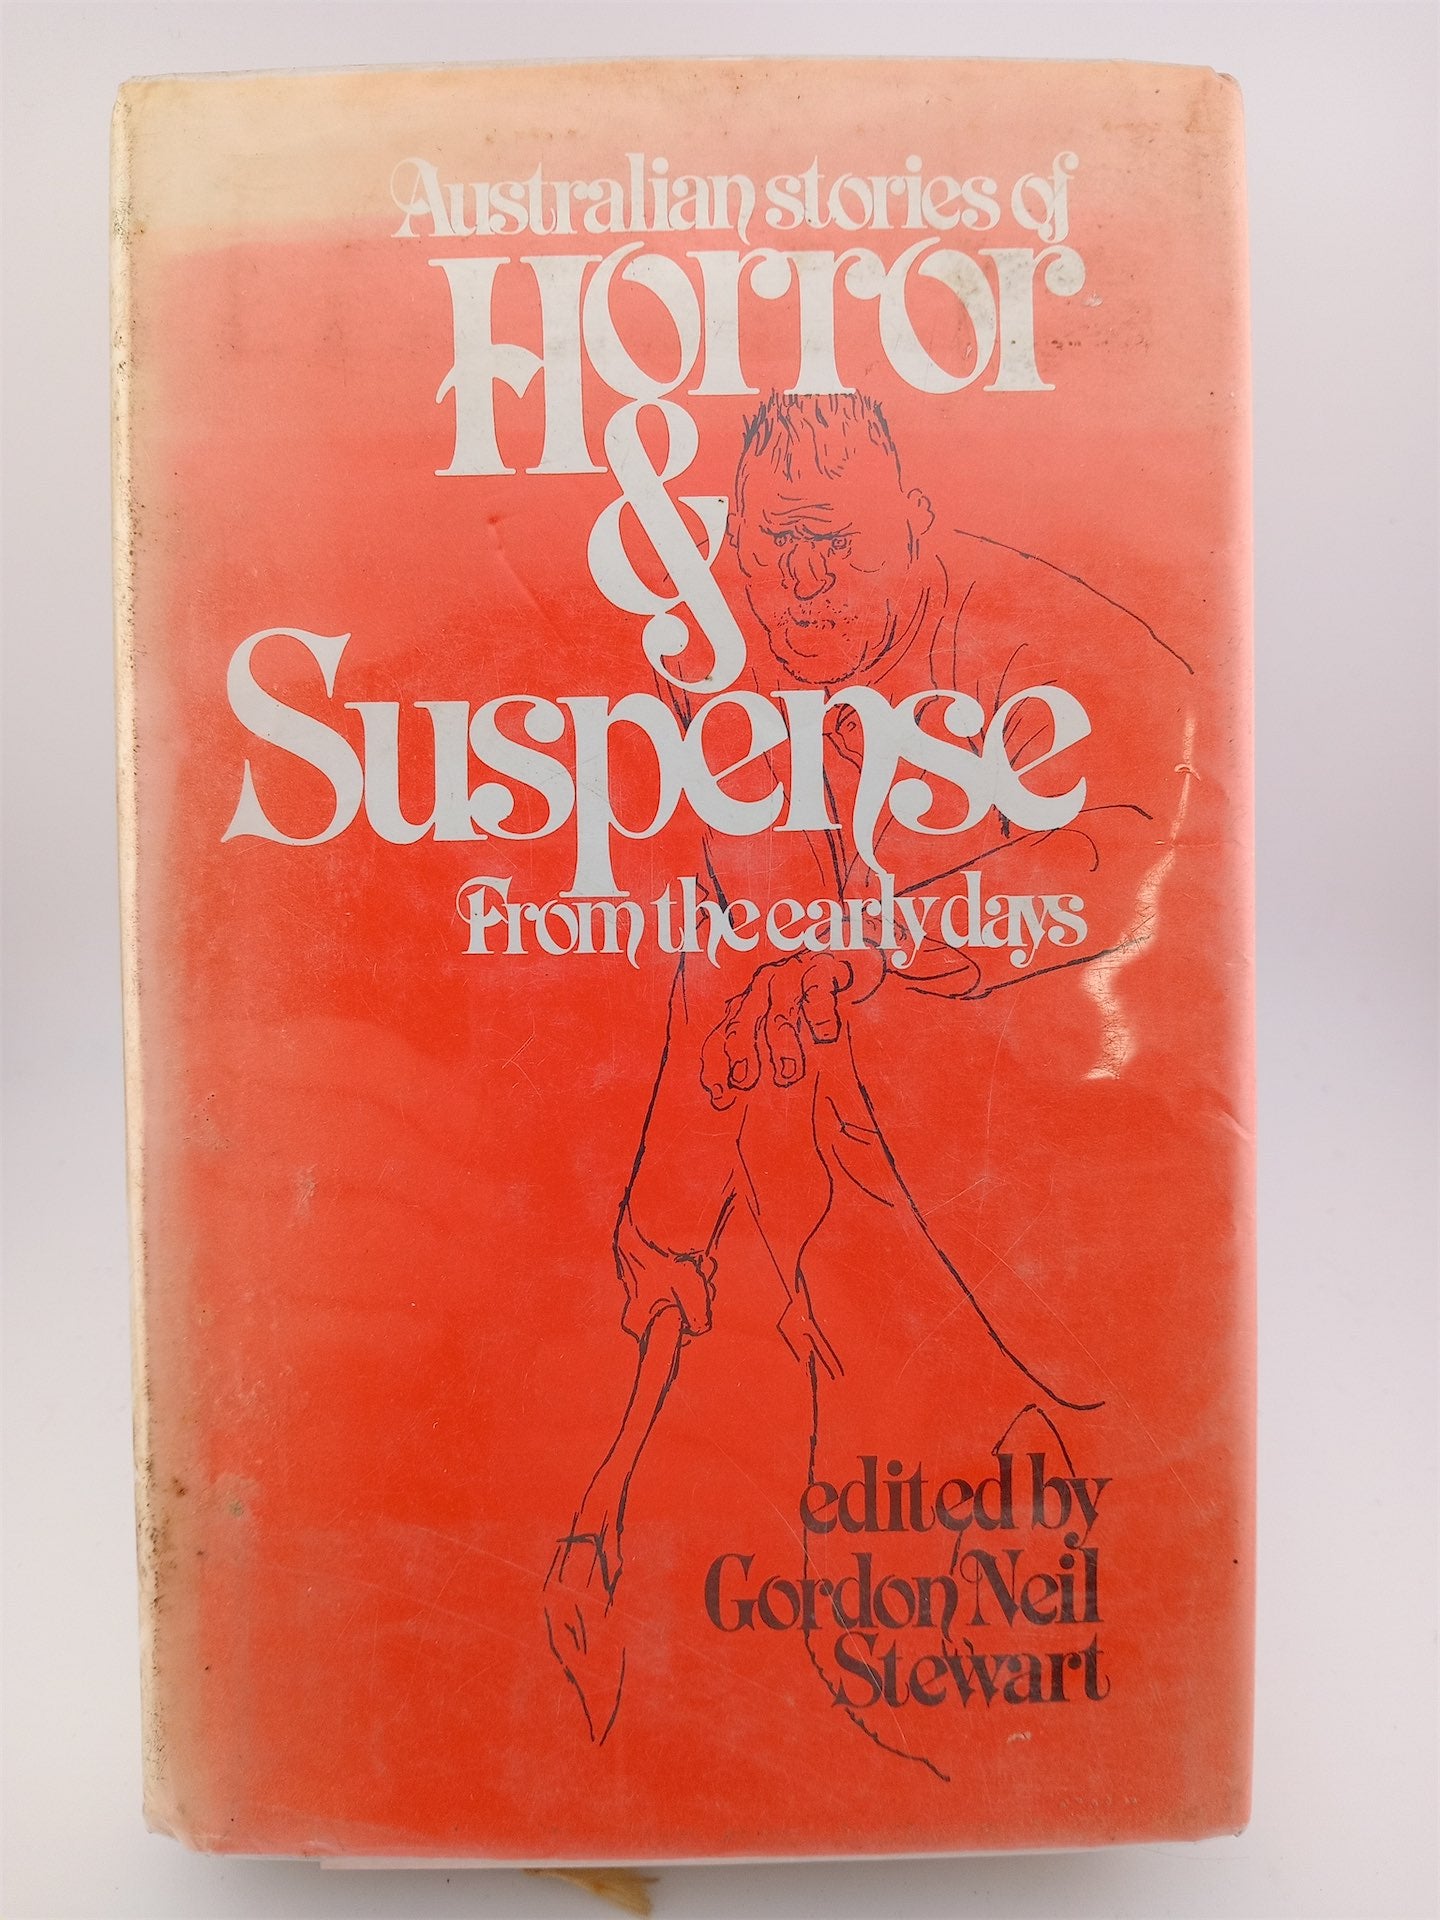 Australian stories of
Horror
&
Suspense
From the early days
edited by
Gordon Neil
Stewart